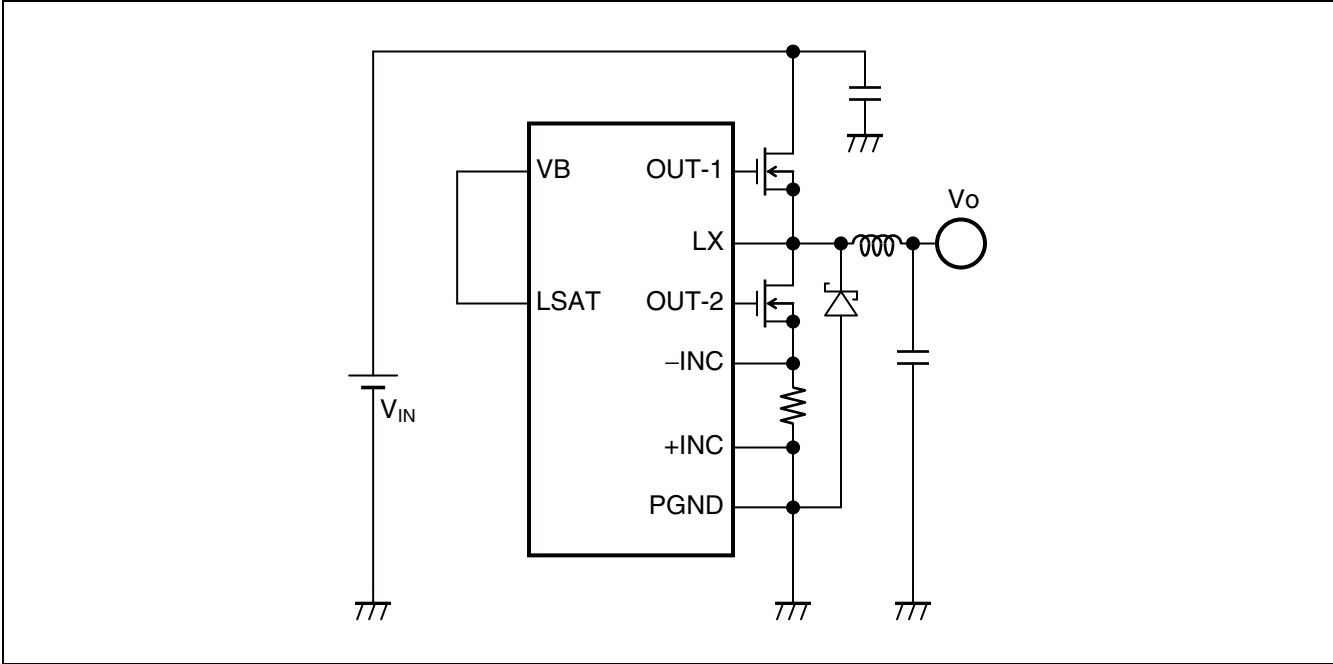 VB
OUT-1
Vo
LX
LSAT
OUT-2
−INC
VIN
+INC
PGND